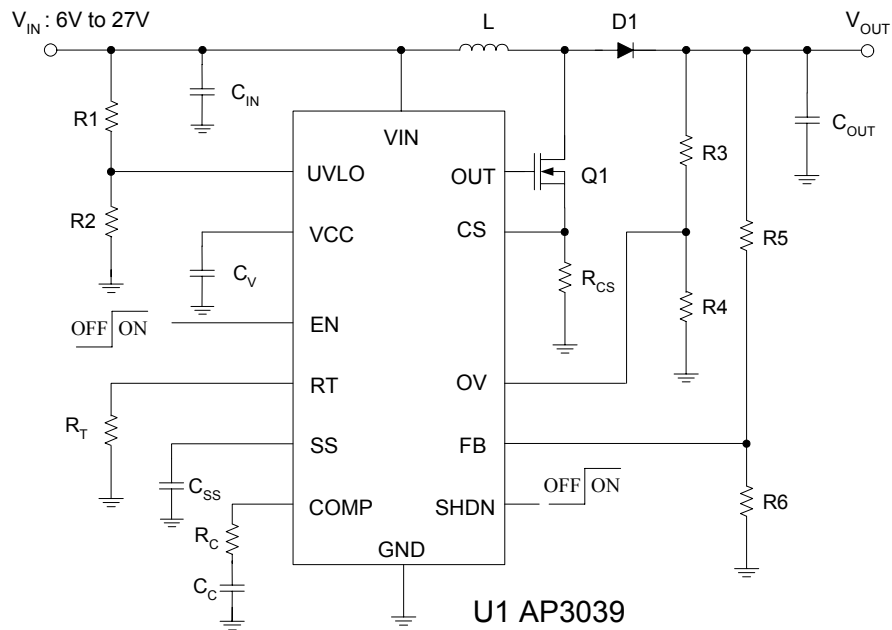 V_IN : 6V to 27V
L
D1
V_OUT
R1
C_IN
VIN
C_OUT
R3
UVLO
OUT
Q1
R2
VCC
CS
R5
C_V
R_CS
R4
OFF ON
EN
RT
OV
R_T
SS
FB
C_SS
OFF ON
COMP
SHDN
R6
R_C
GND
C_C
U1 AP3039